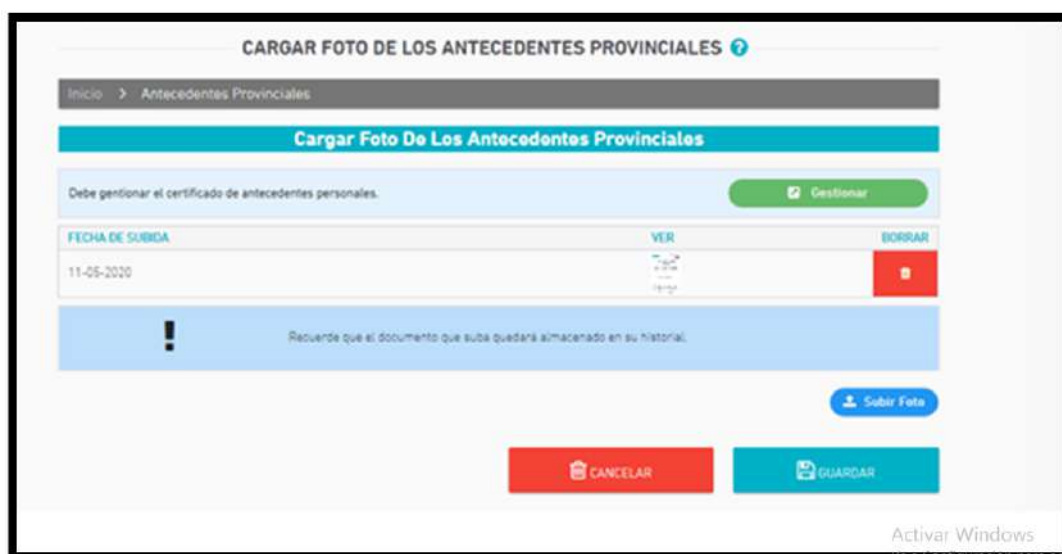 CARGAR FOTO DE LOS ANTECEDENTES PROVINCIALES ?
Inicio > Antecedentes Provinciales
Cargar Foto De Los Antecedentes Provinciales
Debe gentionar el certificado de antecedentes personales.
Gestionar
FECHA DE SUBIDA VER BORRAR
11-05-2020
! Recuerde que el documento que suba quedará almacenado en su historial.
Subir Foto
CANCELAR GUARDAR
Activar Windows